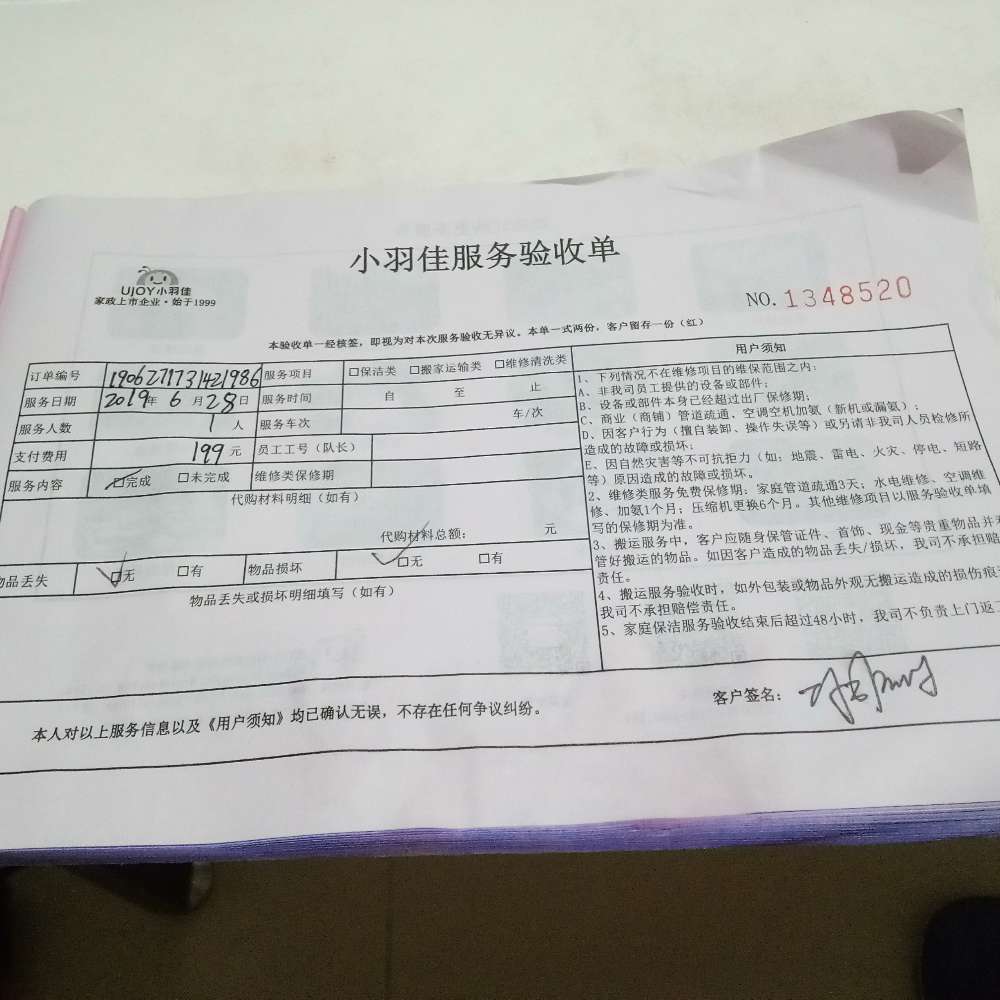 小羽佳服务验收单
UJOY小羽佳
家政上市企业·始于1999
NO.1348520
本验收单一经核签，即视为对本次服务验收无异议。本单一式两份，客户留存一份（红）
订单编号 1906271731421986 服务项目 □保洁类 □搬家运输类 □维修清洗类
服务日期 2019年 6月28日 服务时间 自 至 止
服务人数 1 人 服务车次 车/次
支付费用 199元 员工工号（队长）
服务内容 □完成 □未完成 维修类保修期
代购材料明细（如有）
代购材料总额： 元
物品丢失 □无 □有 物品损坏 □无 □有
物品丢失或损坏明细填写（如有）
用户须知
1、下列情况不在维修项目的维保范围之内：
A、非我司员工提供的设备或部件；
B、设备或部件本身已经超过出厂保修期；
C、商业（商铺）管道疏通、空调空机加氨（新机或漏氨）；
D、因客户行为（擅自装卸、操作失误等）或另请非我司人员检修所
造成的故障或损坏；
E、因自然灾害等不可抗拒力（如：地震、雷电、火灾、停电、短路
等）原因造成的故障或损坏。
2、维修类服务免费保修期：家庭管道疏通3天；水电维修、空调维
修、加氨1个月；压缩机更换6个月。其他维修项目以服务验收单填
写的保修期为准。
3、搬运服务中，客户应随身保管证件、首饰、现金等贵重物品并看
管好搬运的物品。如因客户造成的物品丢失/损坏，我司不承担赔
责任。
4、搬运服务验收时，如外包装或物品外观无搬运造成的损伤痕
我司不承担赔偿责任。
5、家庭保洁服务验收结束后超过48小时，我司不负责上门返工
本人对以上服务信息以及《用户须知》均已确认无误，不存在任何争议纠纷。
客户签名：